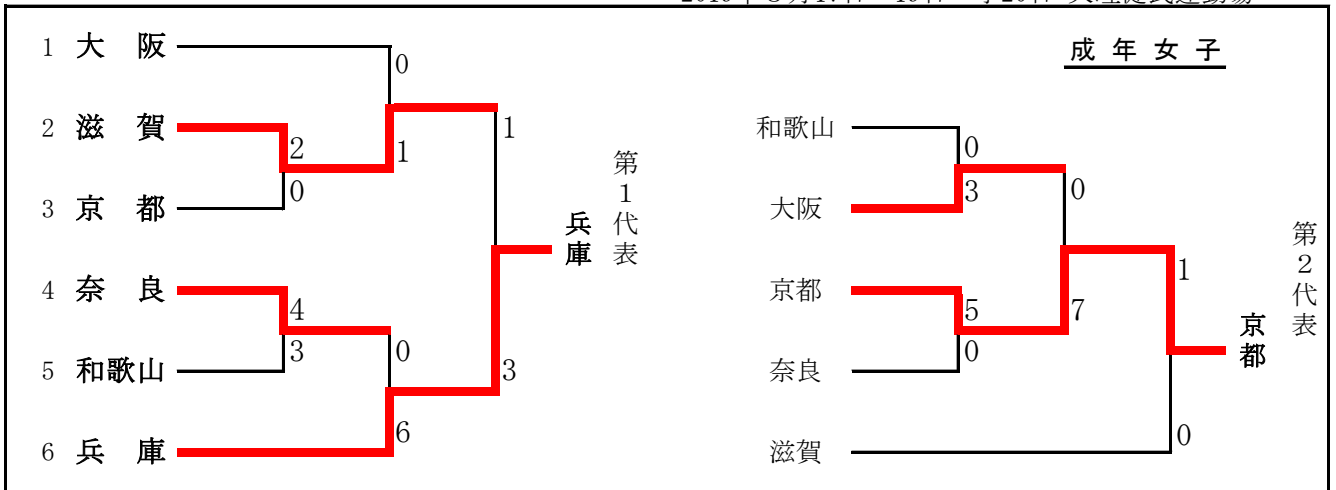 成年女子
1 大阪
0
2 滋賀
2
1
1
0
3 京都
第1代表
兵庫
4 奈良
4
3
0
3
5 和歌山
6
6 兵庫
和歌山
0
3
0
大阪
第2代表
京都
5
7
1
0
奈良
京都
滋賀
0